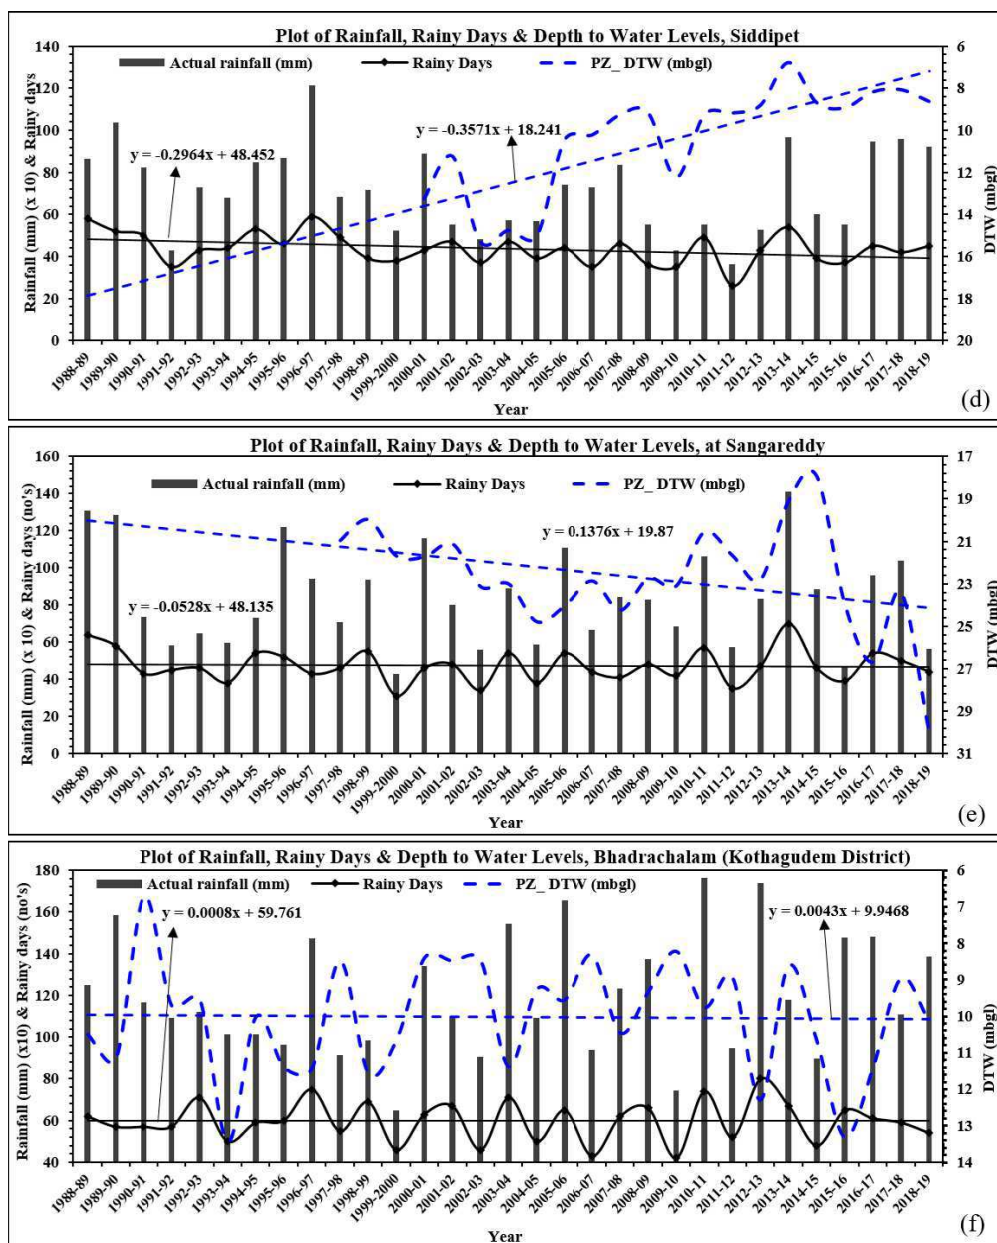 Plot of Rainfall, Rainy Days & Depth to Water Levels, Siddipet
Actual rainfall (mm) Rainy Days PZ_ DTW (mbgl)
y = -0.3571x + 18.241
y = -0.2964x + 48.452
Rainfall (mm) (x 10) & Rainy days
140
120
100
80
60
40
20
0
6
8
10
12
14
16
18
20
DTW (mbgl)
1988-89 1989-90 1990-91 1991-92 1992-93 1993-94 1994-95 1995-96 1996-97 1997-98 1998-99 1999-2000 2000-01 2001-02 2002-03 2003-04 2004-05 2005-06 2006-07 2007-08 2008-09 2009-10 2010-11 2011-12 2012-13 2013-14 2014-15 2015-16 2016-17 2017-18 2018-19
Year
(d)
Plot of Rainfall, Rainy Days & Depth to Water Levels, at Sangareddy
Actual rainfall (mm) Rainy Days PZ_ DTW (mbgl)
y = 0.1376x + 19.87
y = -0.0528x + 48.135
Rainfall (mm) (x 10) & Rainy days (no's)
160
140
120
100
80
60
40
20
0
17
19
21
23
25
27
29
31
DTW (mbgl)
1988-89 1989-90 1990-91 1991-92 1992-93 1993-94 1994-95 1995-96 1996-97 1997-98 1998-99 1999-2000 2000-01 2001-02 2002-03 2003-04 2004-05 2005-06 2006-07 2007-08 2008-09 2009-10 2010-11 2011-12 2012-13 2013-14 2014-15 2015-16 2016-17 2017-18 2018-19
Year
(e)
Plot of Rainfall, Rainy Days & Depth to Water Levels, Bhadrachalam (Kothagudem District)
Actual rainfall (mm) Rainy Days PZ_ DTW (mbgl)
y = 0.0008x + 59.761
y = 0.0043x + 9.9468
Rainfall (mm) (x10) & Rainy days (no's)
180
160
140
120
100
80
60
40
6
7
8
9
10
11
12
13
14
DTW (mbgl)
1988-89 1989-90 1990-91 1991-92 1992-93 1993-94 1994-95 1995-96 1996-97 1997-98 1998-99 1999-2000 2000-01 2001-02 2002-03 2003-04 2004-05 2005-06 2006-07 2007-08 2008-09 2009-10 2010-11 2011-12 2012-13 2013-14 2014-15 2015-16 2016-17 2017-18 2018-19
Year
(f)